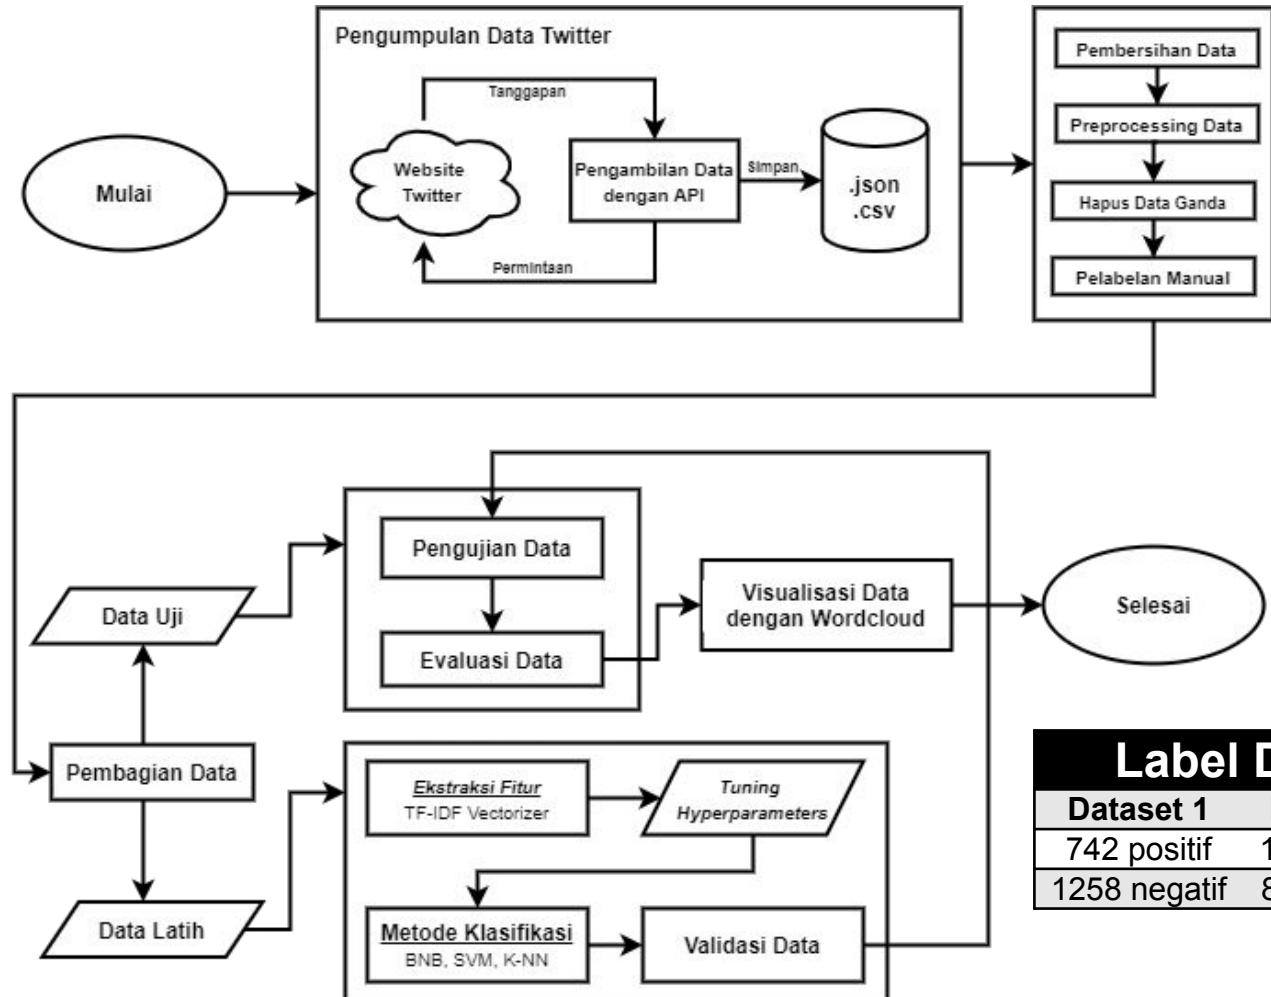 Pengumpulan Data Twitter
Tanggapan
Website
Twitter
Pengambilan Data
dengan API
Simpan
.json
.csv
Permintaan
Mulai
Pembersihan Data
Preprocessing Data
Hapus Data Ganda
Pelabelan Manual
Pengujian Data
Evaluasi Data
Data Uji
Visualisasi Data
dengan Wordcloud
Selesai
Pembagian Data
Data Latih
Ekstraksi Fitur
TF-IDF Vectorizer
Tuning
Hyperparameters
Metode Klasifikasi
BNB, SVM, K-NN
Validasi Data
Label
Dataset 1
742 positif
1258 negatif